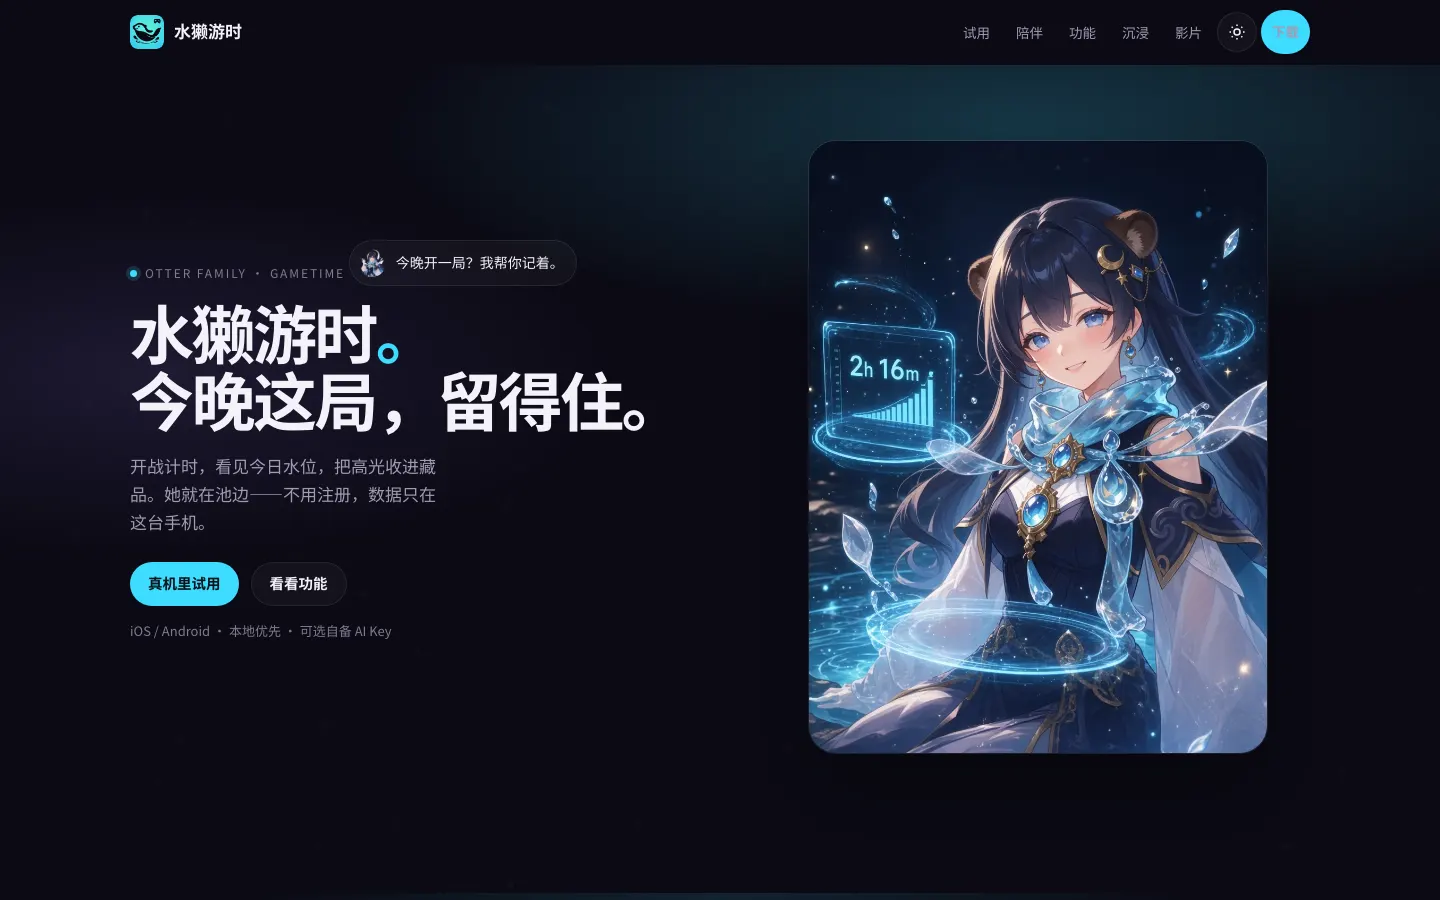 水獭游时
试用
陪伴
功能
沉浸
影片
下载
OTTER FAMILY · GAMETIME
今晚开一局？我帮你记着。
水獭游时。
今晚这局，留得住。
开战计时，看见今日水位，把高光收进藏
品。她就在池边——不用注册，数据只在
这台手机。
真机里试用
看看功能
iOS / Android · 本地优先 · 可选自备 AI Key
2h 16m